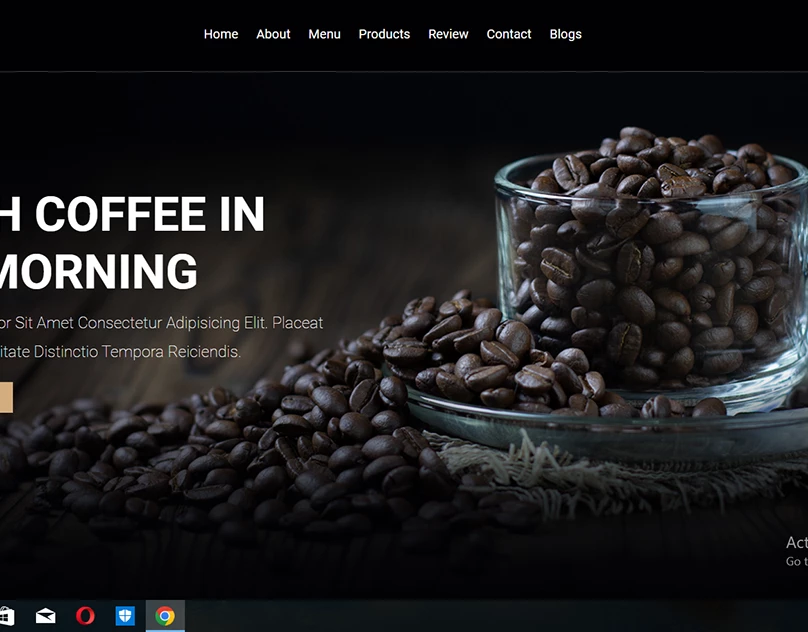 Home About Menu Products Review Contact Blogs
H COFFEE IN
MORNING
or Sit Amet Consectetur Adipisicing Elit. Placeat
itate Distinctio Tempora Reiciendis.
Act
Go t